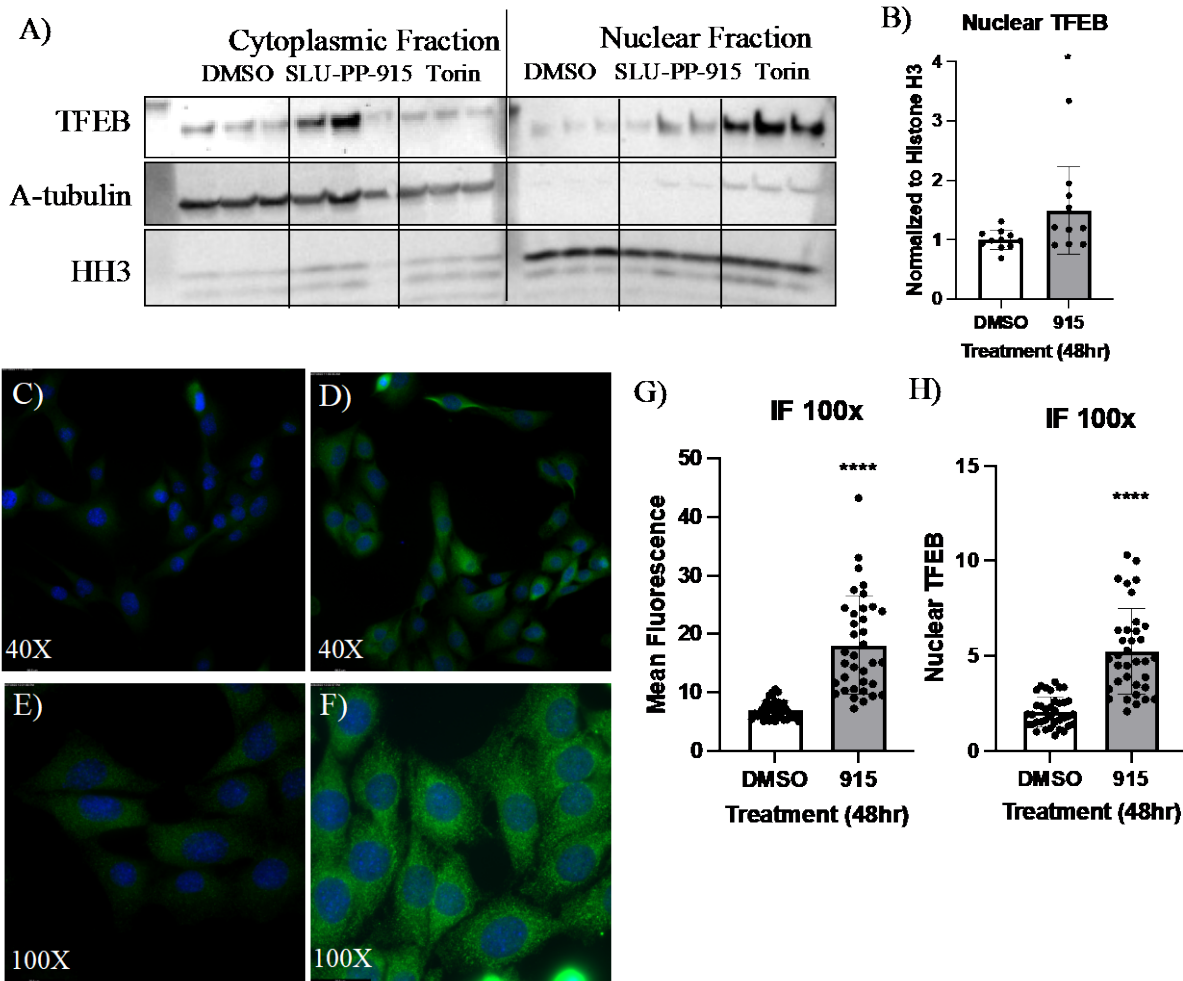 A)
Cytoplasmic Fraction
Nuclear Fraction
DMSO SLU-PP-915 Torin
DMSO SLU-PP-915 Torin
TFEB
A-tubulin
HH3
B)
Nuclear TFEB
Normalized to Histone H3
4
3
2
1
0
*
DMSO
915
Treatment (48hr)
C)
40X
D)
40X
E)
100X
F)
100X
G)
IF 100x
Mean Fluorescence
50
40
30
20
10
0
****
DMSO
915
Treatment (48hr)
H)
IF 100x
Nuclear TFEB
15
10
5
0
****
DMSO
915
Treatment (48hr)